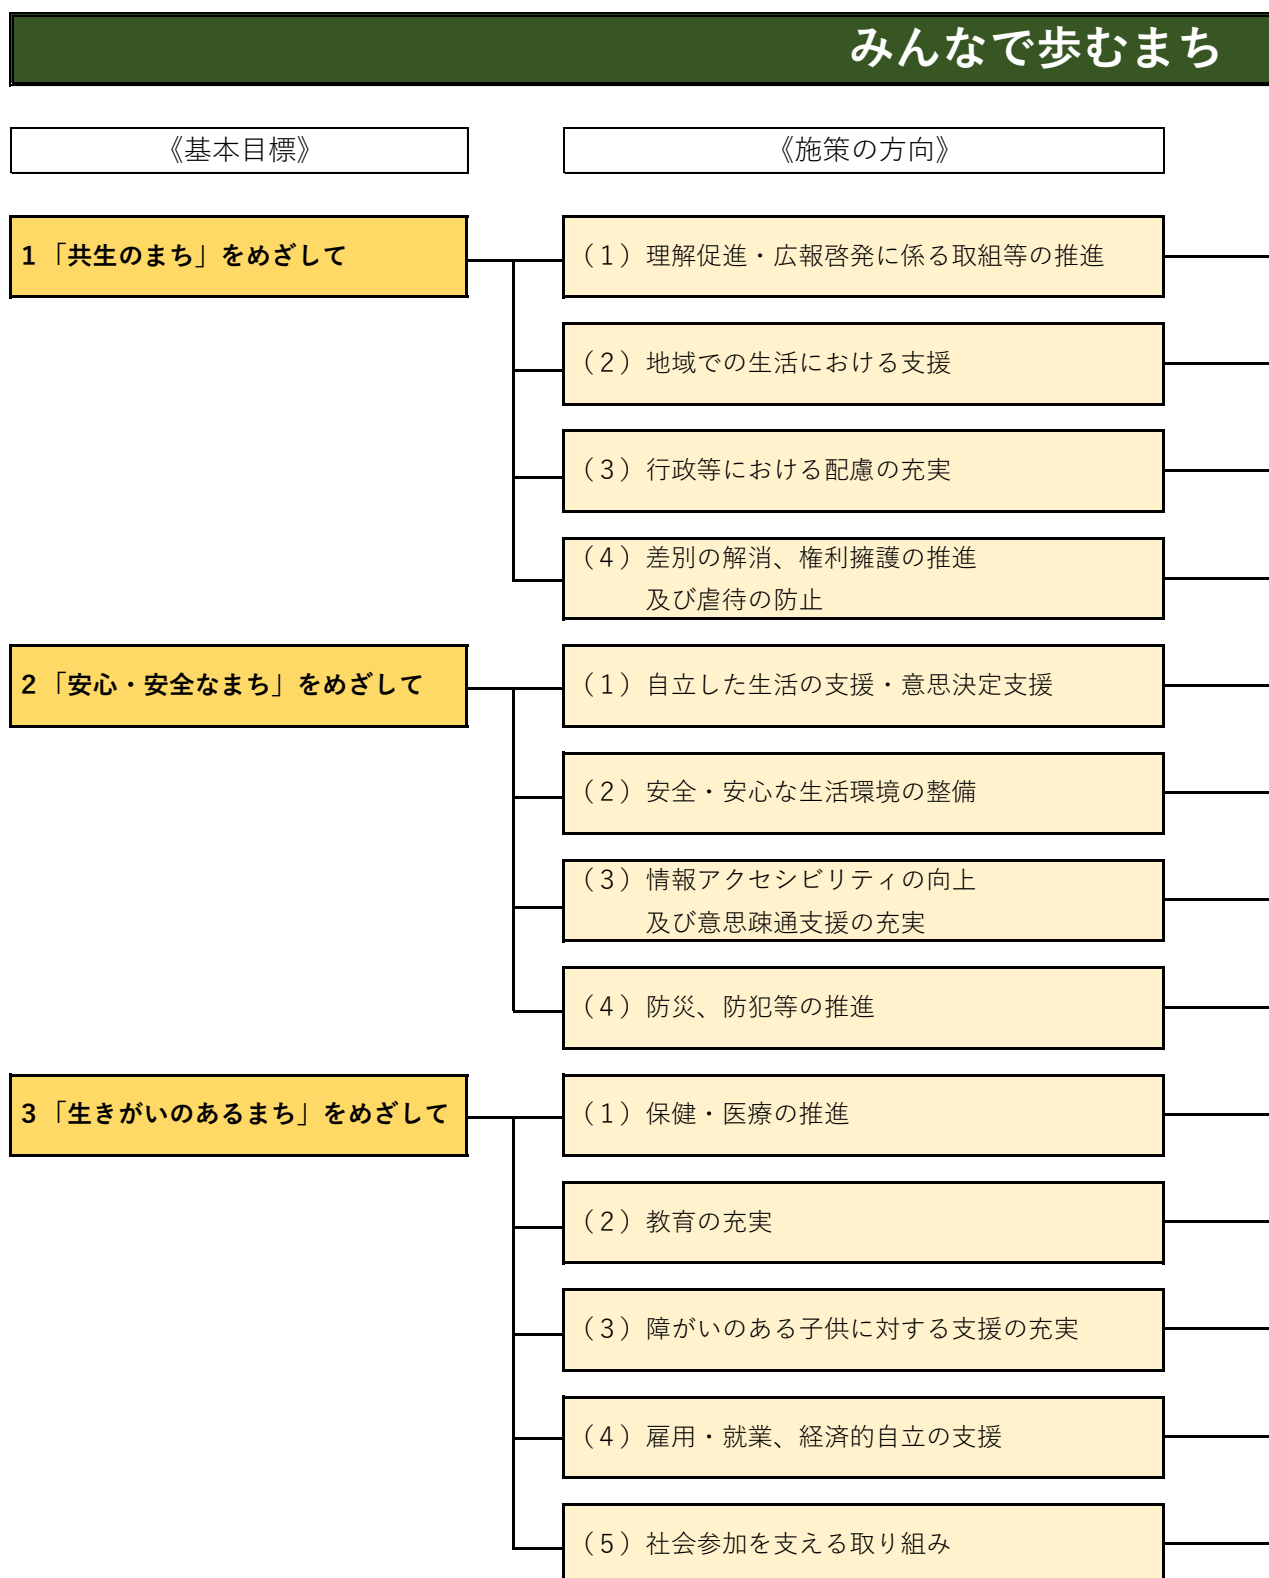 みんなで歩むまち
《基本目標》
《施策の方向》
1「共生のまち」をめざして
（1）理解促進・広報啓発に係る取組等の推進
（2）地域での生活における支援
（3）行政等における配慮の充実
（4）差別の解消、権利擁護の推進
及び虐待の防止
2「安心・安全なまち」をめざして
（1）自立した生活の支援・意思決定支援
（2）安全・安心な生活環境の整備
（3）情報アクセシビリティの向上
及び意思疎通支援の充実
（4）防災、防犯等の推進
3「生きがいのあるまち」をめざして
（1）保健・医療の推進
（2）教育の充実
（3）障がいのある子供に対する支援の充実
（4）雇用・就業、経済的自立の支援
（5）社会参加を支える取り組み